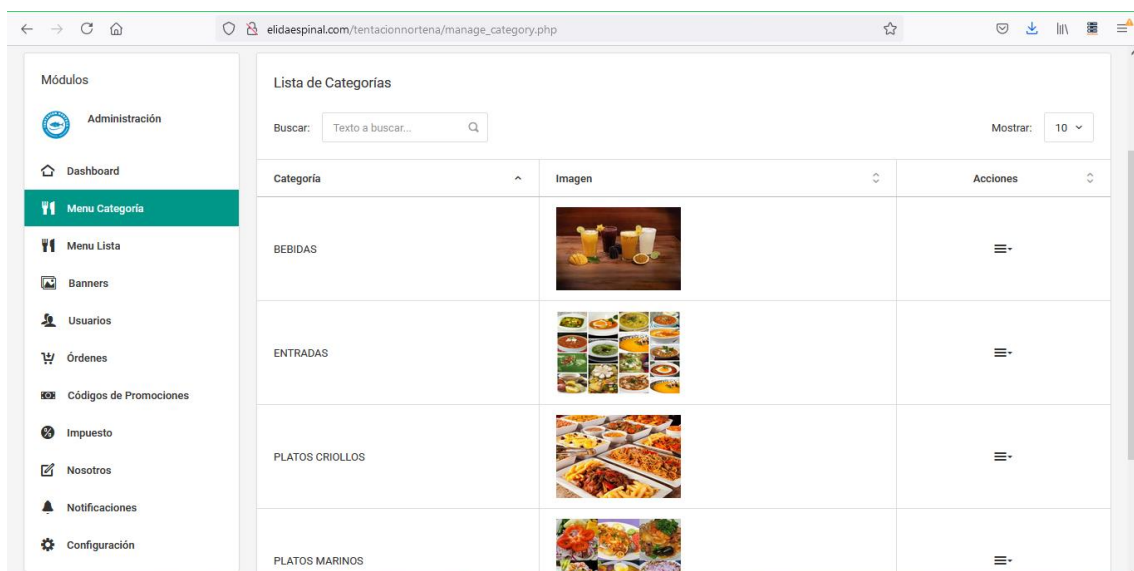 elidaespinal.com/tentacionnortena/manage_category.php
Módulos
Administración
Dashboard
Menu Categoría
Menu Lista
Banners
Usuarios
Órdenes
Códigos de Promociones
Impuesto
Nosotros
Notificaciones
Configuración
Lista de Categorías
Buscar: Texto a buscar... Mostrar: 10
Categoría Imagen Acciones
BEBIDAS
ENTRADAS
PLATOS CRIOLLOS
PLATOS MARINOS